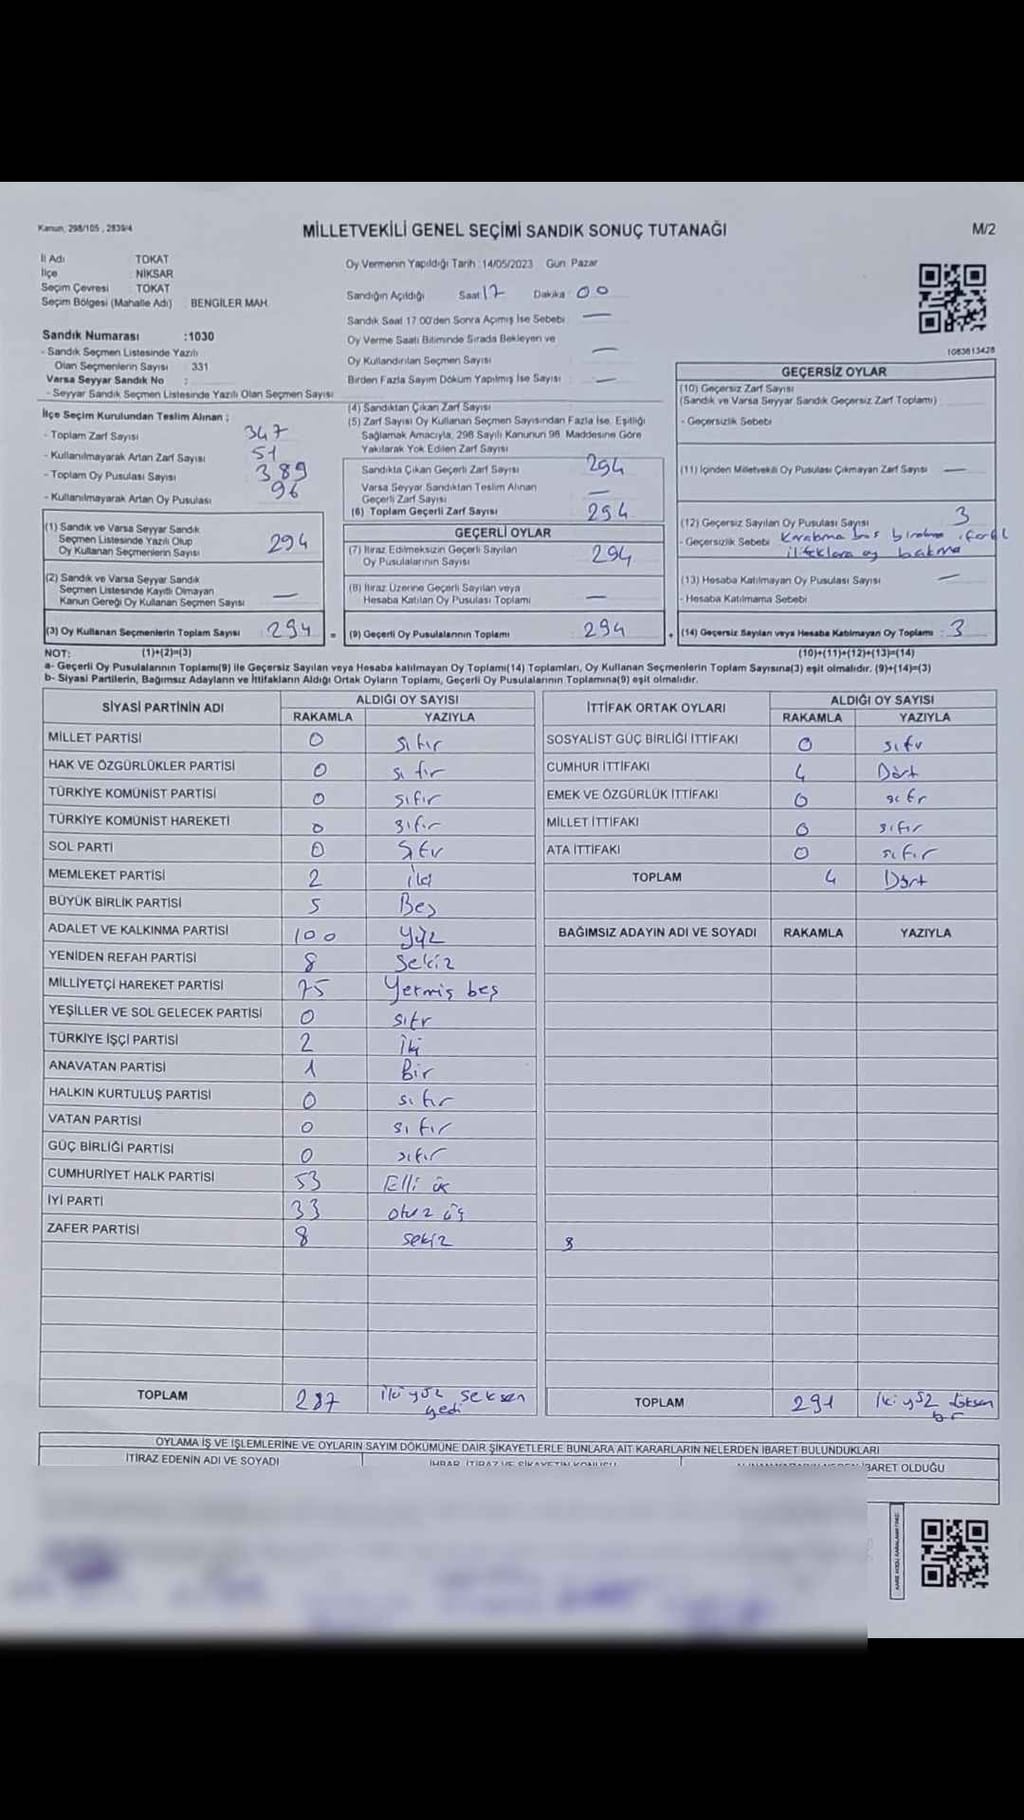 Kanun, 298/105 , 2839/4
MİLLETVEKİLİ GENEL SEÇİMİ SANDIK SONUÇ TUTANAĞI
M/2
İl Adı TOKAT
İlçe : NİKSAR
Seçim Çevresi : TOKAT
Seçim Bölgesi (Mahalle Adı) BENGİLER MAH.
Sandık Numarası :1030
- Sandık Seçmen Listesinde Yazılı
Olan Seçmenlerin Sayısı : 331
Varsa Seyyar Sandık No :
- Seyyar Sandık Seçmen Listesinde Yazılı Olan Seçmen Sayısı
Oy Vermenin Yapıldığı Tarih :14/05/2023 Gün: Pazar
Sandığın Açıldığı Saat: 17 Dakika : 00
Sandık Saat 17:00'den Sonra Açılmış İse Sebebi : —
Oy Verme Saati Bitiminde Sırada Bekleyen ve
Oy Kullandırılan Seçmen Sayısı : —
Birden Fazla Sayım Döküm Yapılmış İse Sayısı : —
1083613428
İlçe Seçim Kurulundan Teslim Alınan ;
- Toplam Zarf Sayısı 347
- Kullanılmayarak Artan Zarf Sayısı : 51
- Toplam Oy Pusulası Sayısı : 389
- Kullanılmayarak Artan Oy Pusulası : 96
(1) Sandık ve Varsa Seyyar Sandık
Seçmen Listesinde Yazılı Olup
Oy Kullanan Seçmenlerin Sayısı 294
(2) Sandık ve Varsa Seyyar Sandık
Seçmen Listesinde Kayıtlı Olmayan
Kanun Gereği Oy Kullanan Seçmen Sayısı —
(3) Oy Kullanan Seçmenlerin Toplam Sayısı : 294 =
(4) Sandıktan Çıkan Zarf Sayısı
(5) Zarf Sayısı Oy Kullanan Seçmen Sayısından Fazla İse, Eşitliği
Sağlamak Amacıyla, 298 Sayılı Kanunun 98. Maddesine Göre
Yakılarak Yok Edilen Zarf Sayısı
Sandıkta Çıkan Geçerli Zarf Sayısı : 294
Varsa Seyyar Sandıktan Teslim Alınan
Geçerli Zarf Sayısı —
(6) Toplam Geçerli Zarf Sayısı : 294
GEÇERLİ OYLAR
(7) İtiraz Edilmeksizin Geçerli Sayılan
Oy Pusulalarının Sayısı : 294
(8) İtiraz Üzerine Geçerli Sayılan veya
Hesaba Katılan Oy Pusulası Toplamı : —
(9) Geçerli Oy Pusulalarının Toplamı : 294 +
GEÇERSİZ OYLAR
(10) Geçersiz Zarf Sayısı
(Sandık ve Varsa Seyyar Sandık Geçersiz Zarf Toplamı)
- Geçersizlik Sebebi
(11) İçinden Milletvekili Oy Pusulası Çıkmayan Zarf Sayısı : —
(12) Geçersiz Sayılan Oy Pusulası Sayısı 3
- Geçersizlik Sebebi
(13) Hesaba Katılmayan Oy Pusulası Sayısı : —
- Hesaba Katılmama Sebebi
(14) Geçersiz Sayılan veya Hesaba Katılmayan Oy Toplamı : 3
NOT: (1)+(2)=(3)
(10)+(11)+(12)+(13)=(14)
a- Geçerli Oy Pusulalarının Toplamı(9) ile Geçersiz Sayılan veya Hesaba katılmayan Oy Toplamı(14) Toplamları, Oy Kullanan Seçmenlerin Toplam Sayısına(3) eşit olmalıdır. (9)+(14)=(3)
b- Siyasi Partilerin, Bağımsız Adayların ve İttifakların Aldığı Ortak Oyların Toplamı, Geçerli Oy Pusulalarının Toplamına(9) eşit olmalıdır.
SİYASİ PARTİNİN ADI
ALDIĞI OY SAYISI
RAKAMLA YAZIYLA
MİLLET PARTİSİ 0 sıfır
HAK VE ÖZGÜRLÜKLER PARTİSİ 0 sıfır
TÜRKİYE KOMÜNİST PARTİSİ 0 sıfır
TÜRKİYE KOMÜNİST HAREKETİ 0 sıfır
SOL PARTİ 0 sıfır
MEMLEKET PARTİSİ 2 iki
BÜYÜK BİRLİK PARTİSİ 5 Beş
ADALET VE KALKINMA PARTİSİ 100 Yüz
YENİDEN REFAH PARTİSİ 8 Sekiz
MİLLİYETÇİ HAREKET PARTİSİ 75 Yetmiş beş
YEŞİLLER VE SOL GELECEK PARTİSİ 0 sıfır
TÜRKİYE İŞÇİ PARTİSİ 2 İki
ANAVATAN PARTİSİ 1 Bir
HALKIN KURTULUŞ PARTİSİ 0 sıfır
VATAN PARTİSİ 0 sıfır
GÜÇ BİRLİĞİ PARTİSİ 0 sıfır
CUMHURİYET HALK PARTİSİ 53 Elli üç
İYİ PARTİ 33 otuz üç
ZAFER PARTİSİ 8 sekiz
TOPLAM 287 iki yüz seksen
yedi
İTTİFAK ORTAK OYLARI
ALDIĞI OY SAYISI
RAKAMLA YAZIYLA
SOSYALİST GÜÇ BİRLİĞİ İTTİFAKI 0 sıfır
CUMHUR İTTİFAKI 4 Dört
EMEK VE ÖZGÜRLÜK İTTİFAKI 0 sıfır
MİLLET İTTİFAKI 0 sıfır
ATA İTTİFAKI 0 sıfır
TOPLAM 4 Dört
BAĞIMSIZ ADAYIN ADI VE SOYADI RAKAMLA YAZIYLA
8
TOPLAM 291 İki yüz doksan
bir
OYLAMA İŞ VE İŞLEMLERİNE VE OYLARIN SAYIM DÖKÜMÜNE DAİR ŞİKAYETLERLE BUNLARA AİT KARARLARIN NELERDEN İBARET BULUNDUKLARI
İTİRAZ EDENİN ADI VE SOYADI
İHBAR, İTİRAZ VE ŞİKAYETİN KONUSU
İBARET OLDUĞU